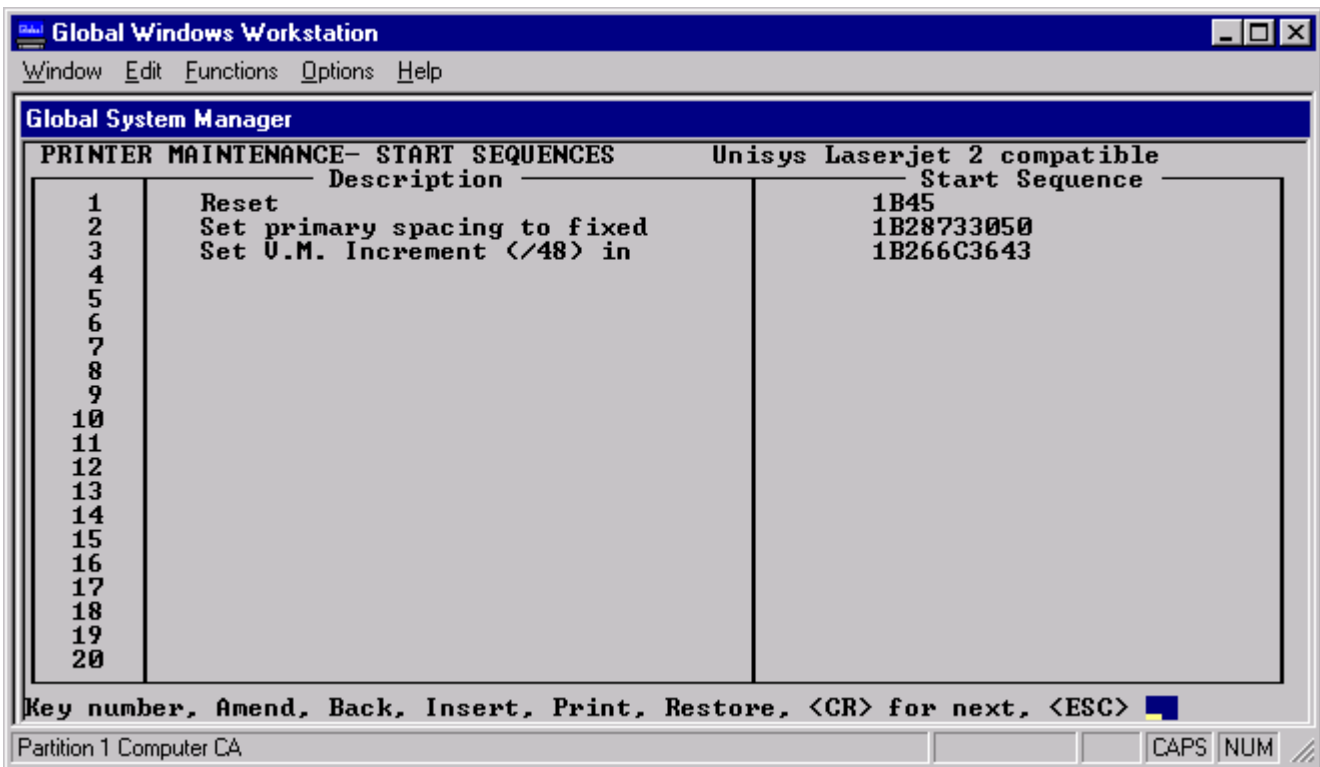 Global Windows Workstation
Window Edit Functions Options Help
Global System Manager
PRINTER MAINTENANCE- START SEQUENCES Unisys Laserjet 2 compatible
Description Start Sequence
1 Reset 1B45
2 Set primary spacing to fixed 1B28733050
3 Set V.M. Increment (/48) in 1B266C3643
4
5
6
7
8
9
10
11
12
13
14
15
16
17
18
19
20
Key number, Amend, Back, Insert, Print, Restore, <CR> for next, <ESC>
Partition 1 Computer CA CAPS NUM